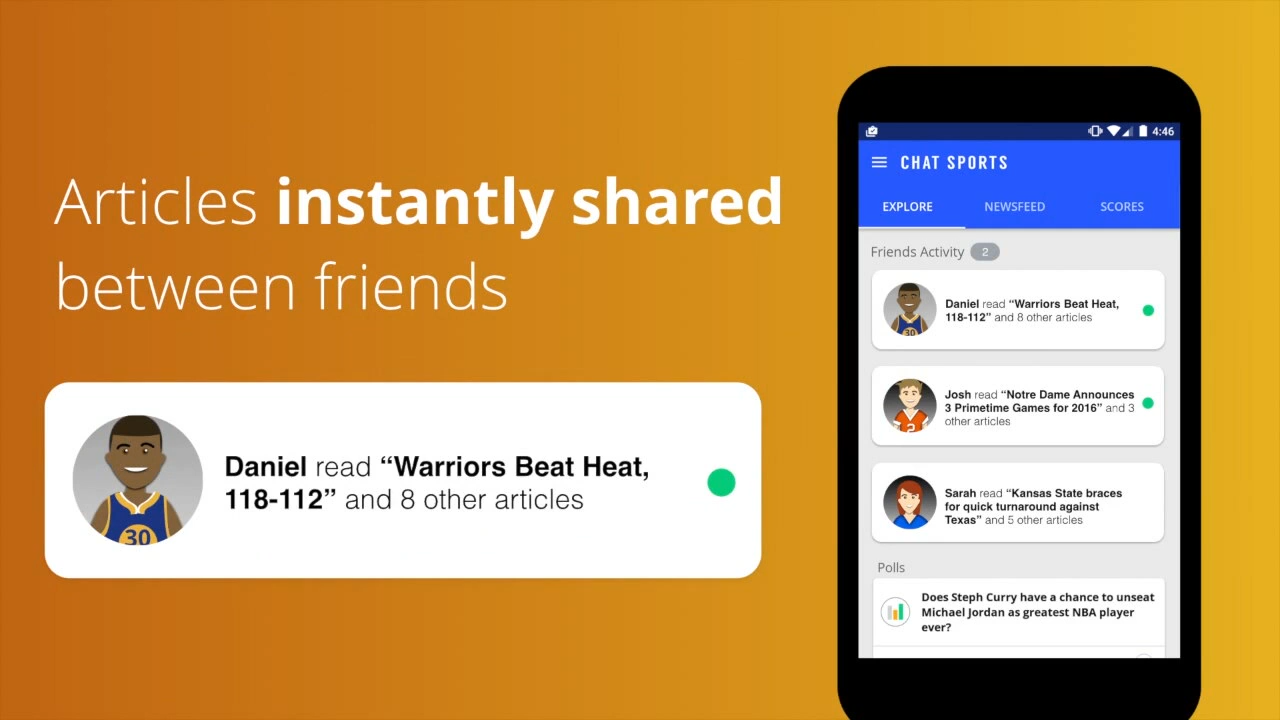 Articles instantly shared
between friends
30
Daniel read “Warriors Beat Heat,
118-112” and 8 other articles
4:46
CHAT SPORTS
EXPLORE NEWSFEED SCORES
Friends Activity 2
30
Daniel read “Warriors Beat Heat,
118-112” and 8 other articles
2
Josh read “Notre Dame Announces
3 Primetime Games for 2016” and 3
other articles
Sarah read “Kansas State braces
for quick turnaround against
Texas” and 5 other articles
Polls
Does Steph Curry have a chance to unseat
Michael Jordan as greatest NBA player
ever?